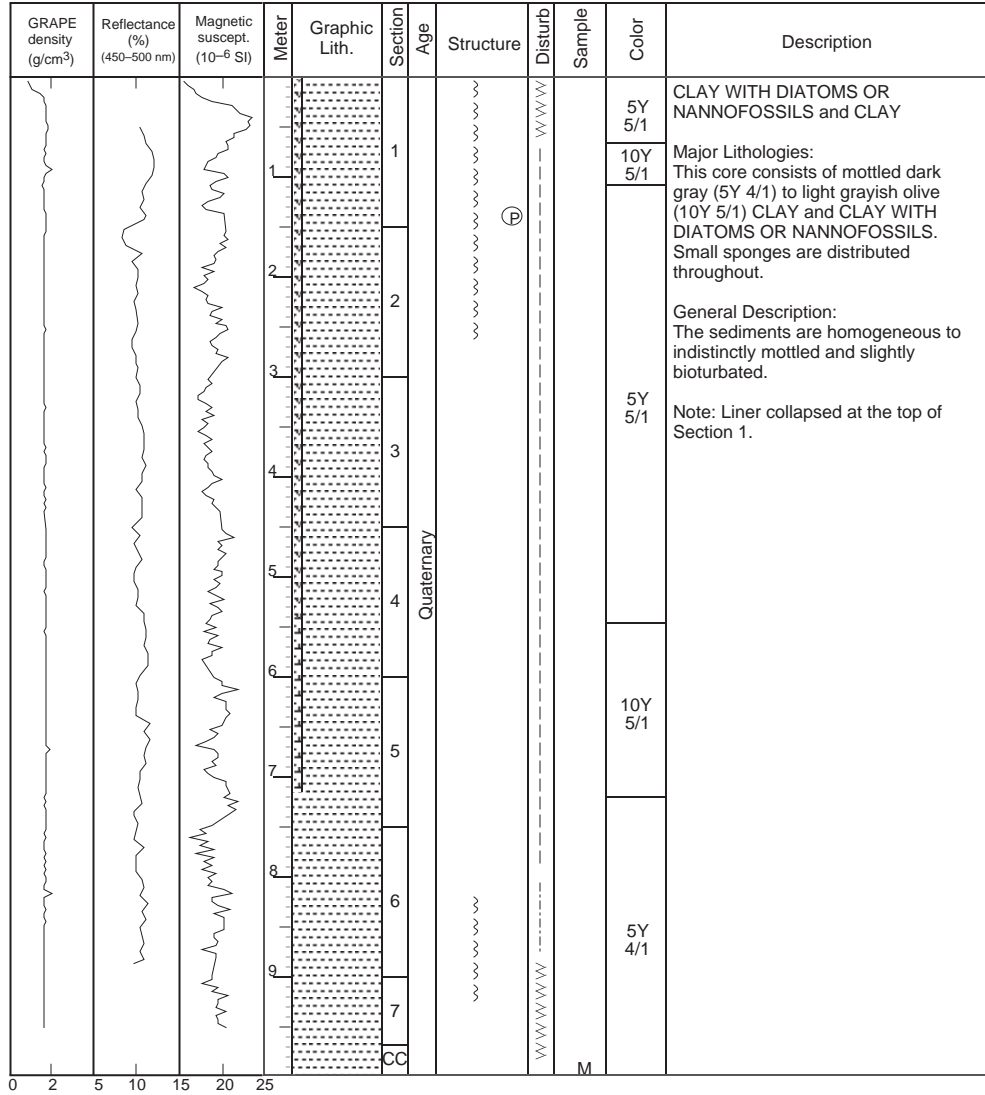 GRAPE
density
(g/cm3)
Reflectance
(%)
(450–500 nm)
Magnetic
suscept.
(10–6 SI)
Meter
Graphic
Lith.
Section
Age
Structure
Disturb
Sample
Color
Description
1
2
3
4
5
6
7
8
9
1
2
3
4
5
6
7
CC
Quaternary
P
M
5Y
5/1
10Y
5/1
5Y
5/1
10Y
5/1
5Y
4/1
CLAY WITH DIATOMS OR
NANNOFOSSILS and CLAY
Major Lithologies:
This core consists of mottled dark
gray (5Y 4/1) to light grayish olive
(10Y 5/1) CLAY and CLAY WITH
DIATOMS OR NANNOFOSSILS.
Small sponges are distributed
throughout.
General Description:
The sediments are homogeneous to
indistinctly mottled and slightly
bioturbated.
Note: Liner collapsed at the top of
Section 1.
0 2 5 10 15 20 25